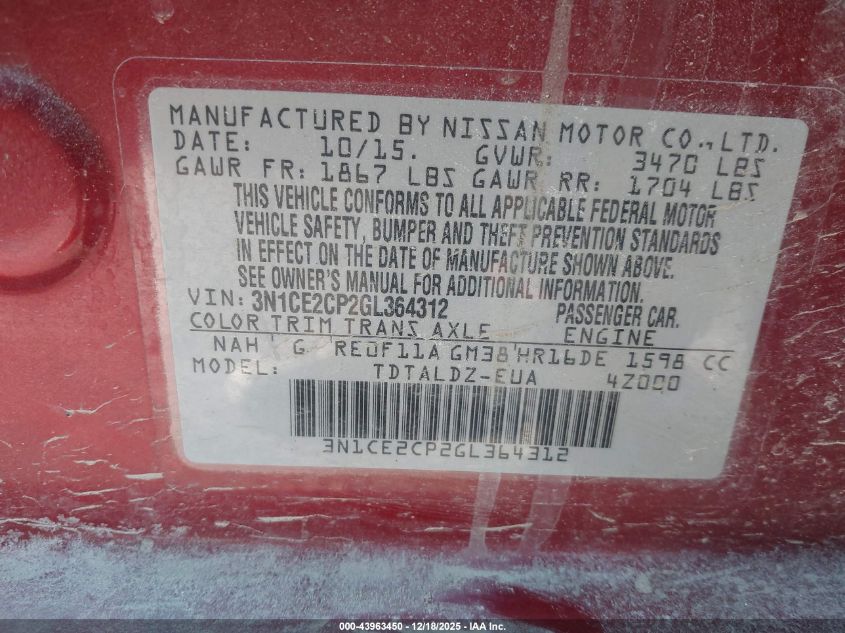 MANUFACTURED BY NISSAN MOTOR CO., LTD.
DATE: 10/15. GVWR: 3470 LBS
GAWR FR: 1867 LBS GAWR RR: 1704 LBS
THIS VEHICLE CONFORMS TO ALL APPLICABLE FEDERAL MOTOR
VEHICLE SAFETY, BUMPER AND THEFT PREVENTION STANDARDS
IN EFFECT ON THE DATE OF MANUFACTURE SHOWN ABOVE.
SEE OWNER'S MANUAL FOR ADDITIONAL INFORMATION.
VIN: 3N1CE2CP2GL364312 PASSENGER CAR.
COLOR TRIM TRANS AXLE ENGINE
NAH G RE0F11A GM38 HR16DE 1598 CC
MODEL: TDTALDZ-EUA 4Z000
3N1CE2CP2GL364312
000-43963450 - 12/18/2025 - IAA Inc.